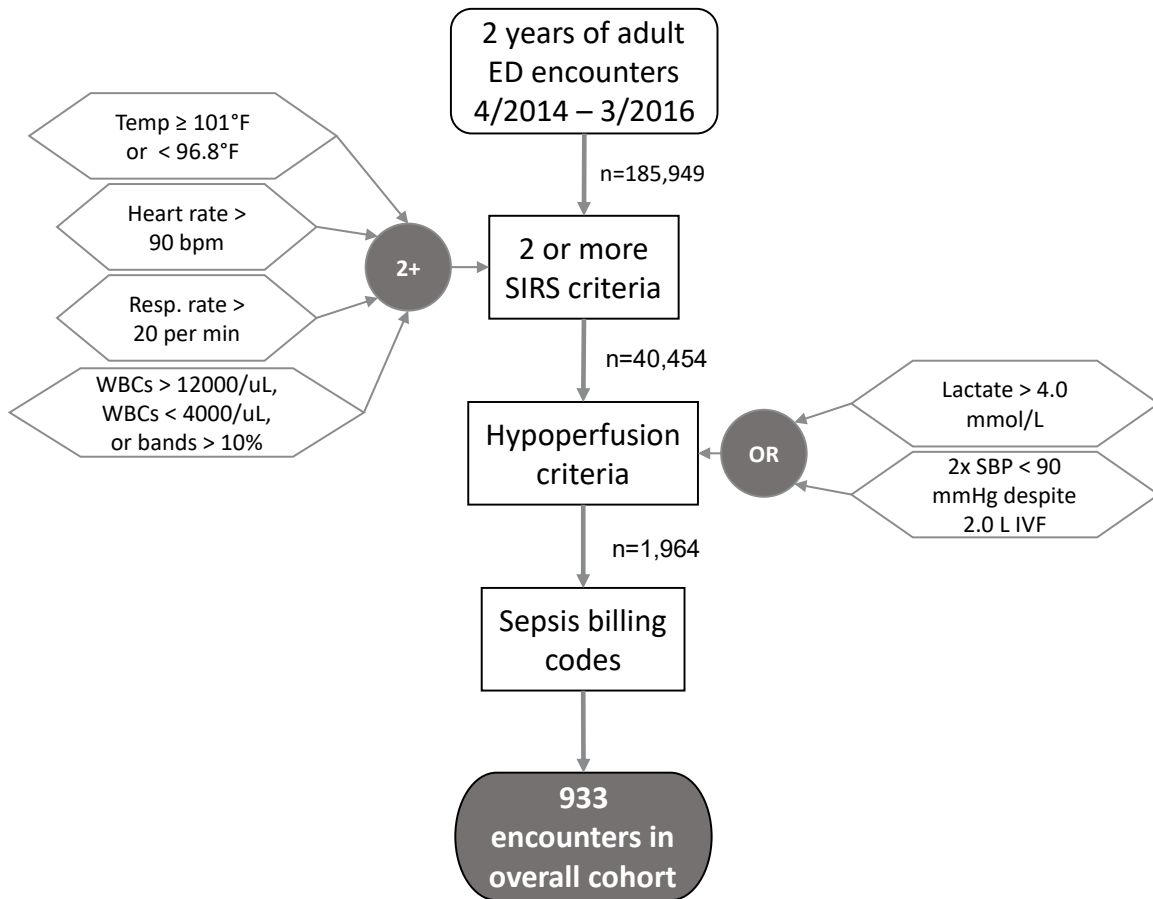 2 years of adult
ED encounters
4/2014 – 3/2016
n=185,949
Temp ≥ 101°F
or < 96.8°F
Heart rate >
90 bpm
Resp. rate >
20 per min
WBCs > 12000/uL,
WBCs < 4000/uL,
or bands > 10%
2+
2 or more
SIRS criteria
n=40,454
Hypoperfusion
criteria
OR
Lactate > 4.0
mmol/L
2x SBP < 90
mmHg despite
2.0 L IVF
n=1,964
Sepsis billing
codes
933
encounters in
overall cohort